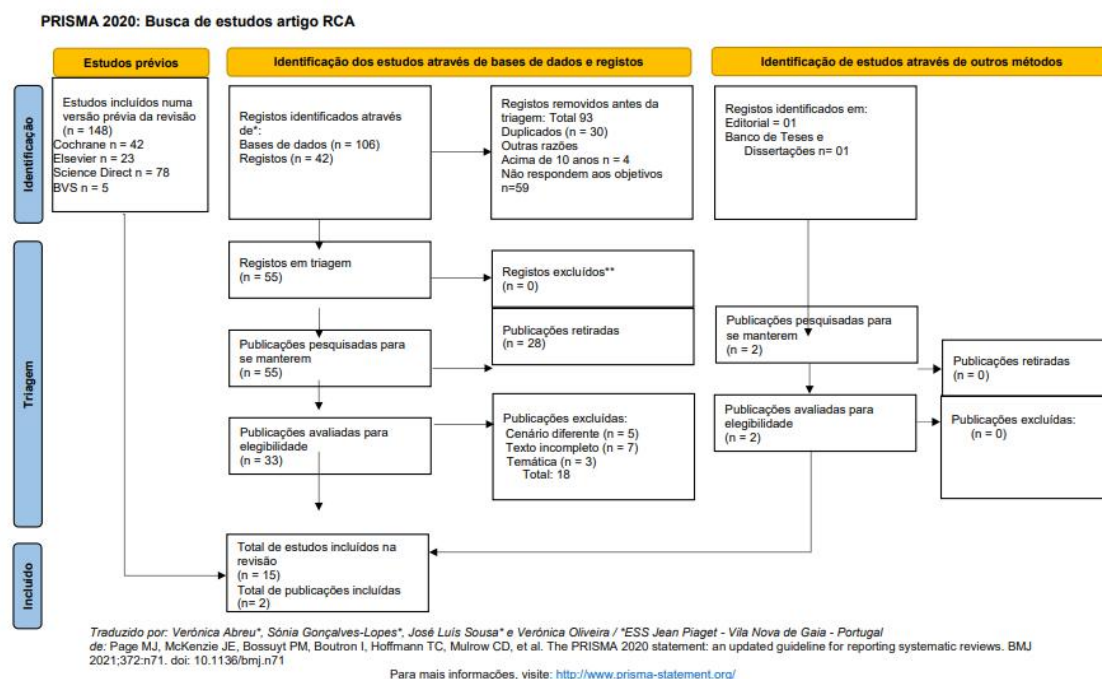 PRISMA 2020: Busca de estudos artigo RCA
Estudos prévios
Identificação dos estudos através de bases de dados e registos
Identificação de estudos através de outros métodos
Identificação
Estudos incluídos numa
versão prévia da revisão
(n = 148)
Cochrane n = 42
Elsevier n = 23
Science Direct n = 78
BVS n = 5
Registos identificados através
de*:
Bases de dados (n = 106)
Registos (n = 42)
Registos removidos antes da
triagem: Total 93
Duplicados (n = 30)
Outras razões
Acima de 10 anos n = 4
Não respondem aos objetivos
n=59
Registos identificados em:
Editorial = 01
Banco de Teses e
Dissertações n= 01
Triagem
Registos em triagem
(n = 55)
Registos excluídos**
(n = 0)
Publicações pesquisadas para
se manterem
(n = 55)
Publicações retiradas
(n = 28)
Publicações pesquisadas para
se manterem
(n = 2)
Publicações retiradas
(n = 0)
Publicações avaliadas para
elegibilidade
(n = 33)
Publicações excluídas:
Cenário diferente (n = 5)
Texto incompleto (n = 7)
Temática (n = 3)
Total: 18
Publicações avaliadas para
elegibilidade
(n = 2)
Publicações excluídas:
(n = 0)
Incluído
Total de estudos incluídos na
revisão
(n = 15)
Total de publicações incluídas
(n= 2)
Traduzido por: Verónica Abreu*, Sónia Gonçalves-Lopes*, José Luís Sousa* e Verónica Oliveira / *ESS Jean Piaget - Vila Nova de Gaia - Portugal
de: Page MJ, McKenzie JE, Bossuyt PM, Boutron I, Hoffmann TC, Mulrow CD, et al. The PRISMA 2020 statement: an updated guideline for reporting systematic reviews. BMJ
2021;372:n71. doi: 10.1136/bmj.n71
Para mais informações, visite: http://www.prisma-statement.org/